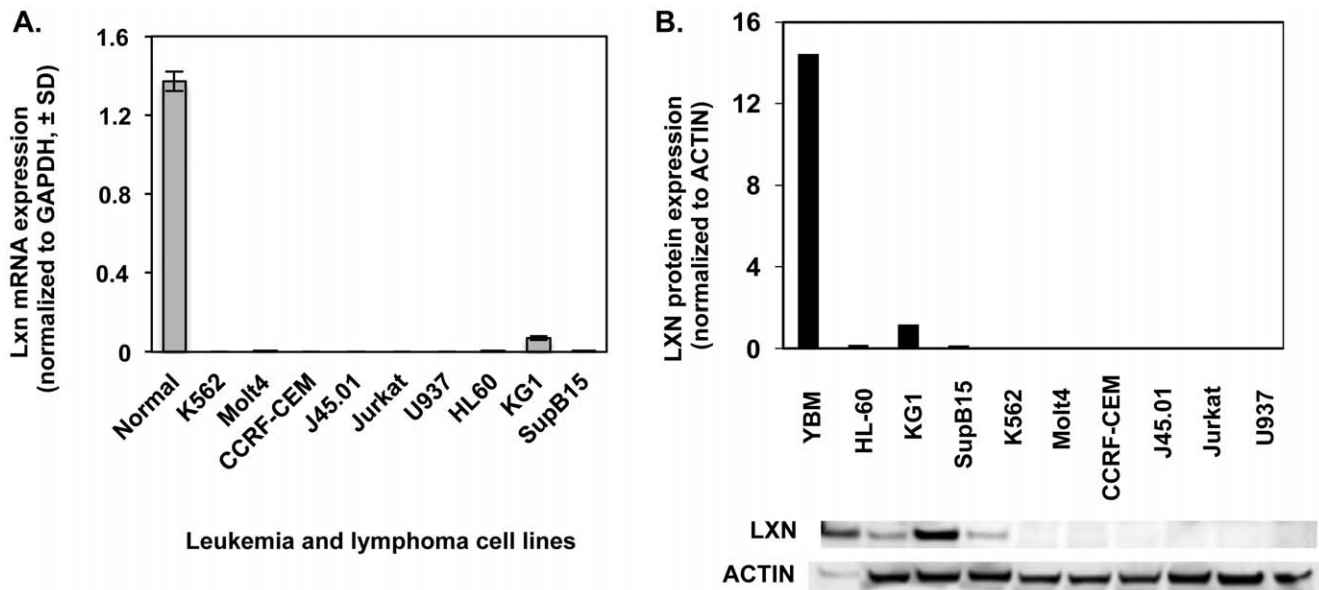 A.
Lxn mRNA expression
(normalized to GAPDH, ± SD)
1.6
1.2
0.8
0.4
0
Normal
K562
Molt4
CCRF-CEM
J45.01
Jurkat
U937
HL60
KG1
SupB15
Leukemia and lymphoma cell lines
B.
LXN protein expression
(normalized to ACTIN)
16
12
8
4
0
YBM
HL-60
KG1
SupB15
K562
Molt4
CCRF-CEM
J45.01
Jurkat
U937
LXN
ACTIN